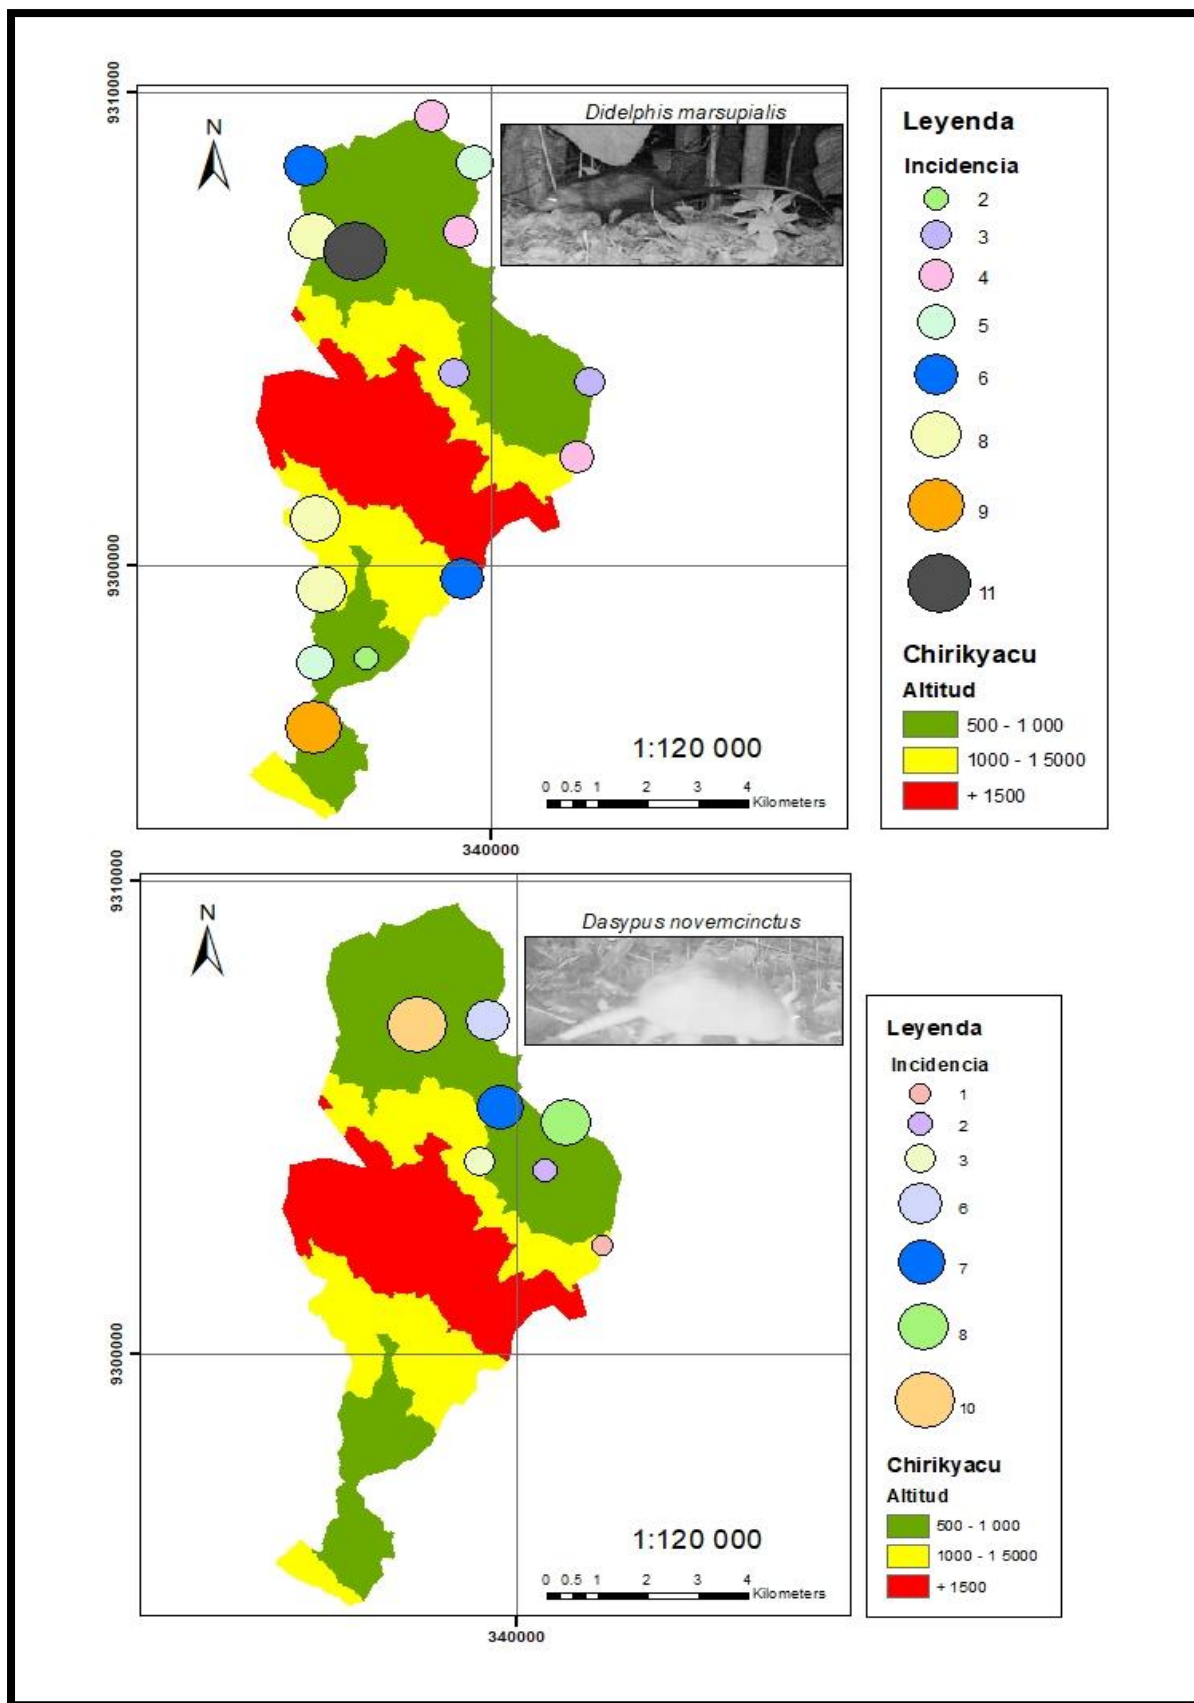 9310000
N
Didelphis marsupialis
9300000
1:120 000
0 0.5 1 2 3 4
Kilometers
340000
Leyenda
Incidencia
2
3
4
5
6
8
9
11
Chirikyacu
Altitud
500 - 1 000
1000 - 1 5000
+ 1500
9310000
N
Dasypus novemcinctus
9300000
1:120 000
0 0.5 1 2 3 4
Kilometers
340000
Leyenda
Incidencia
1
2
3
6
7
8
10
Chirikyacu
Altitud
500 - 1 000
1000 - 1 5000
+ 1500